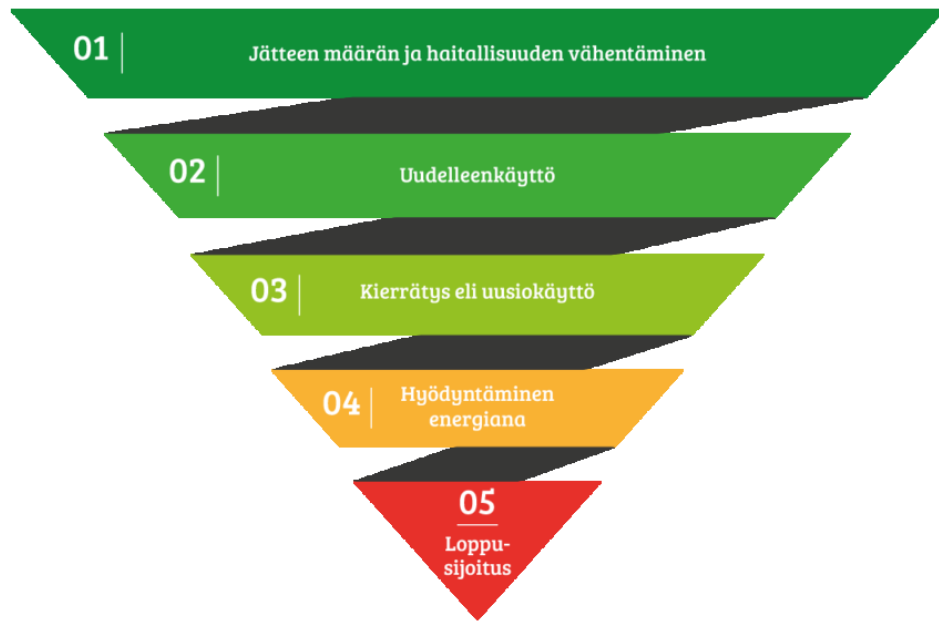 01
Jätteen määrän ja haitallisuuden vähentäminen
02
Uudelleenkäyttö
03
Kierrätys eli uusiokäyttö
04
Hyödyntäminen
energiana
05
Loppu-
sijoitus